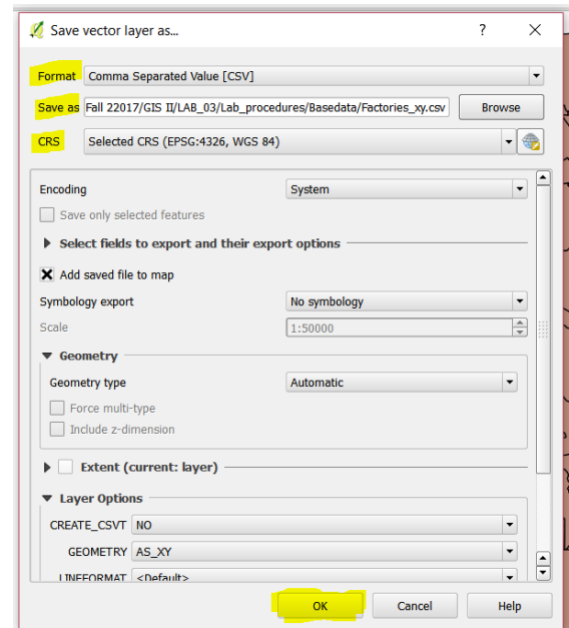 Save vector layer as...
?
Format Comma Separated Value [CSV]
Save as Fall 22017/GIS II/LAB_03/Lab_procedures/Basedata/Factories_xy.csv Browse
CRS Selected CRS (EPSG:4326, WGS 84)
Encoding System
Save only selected features
Select fields to export and their export options
Add saved file to map
Symbology export No symbology
Scale 1:50000
Geometry
Geometry type Automatic
Force multi-type
Include z-dimension
Extent (current: layer)
Layer Options
CREATE_CSVT NO
GEOMETRY AS_XY
LINEFORMAT <Default>
OK Cancel Help